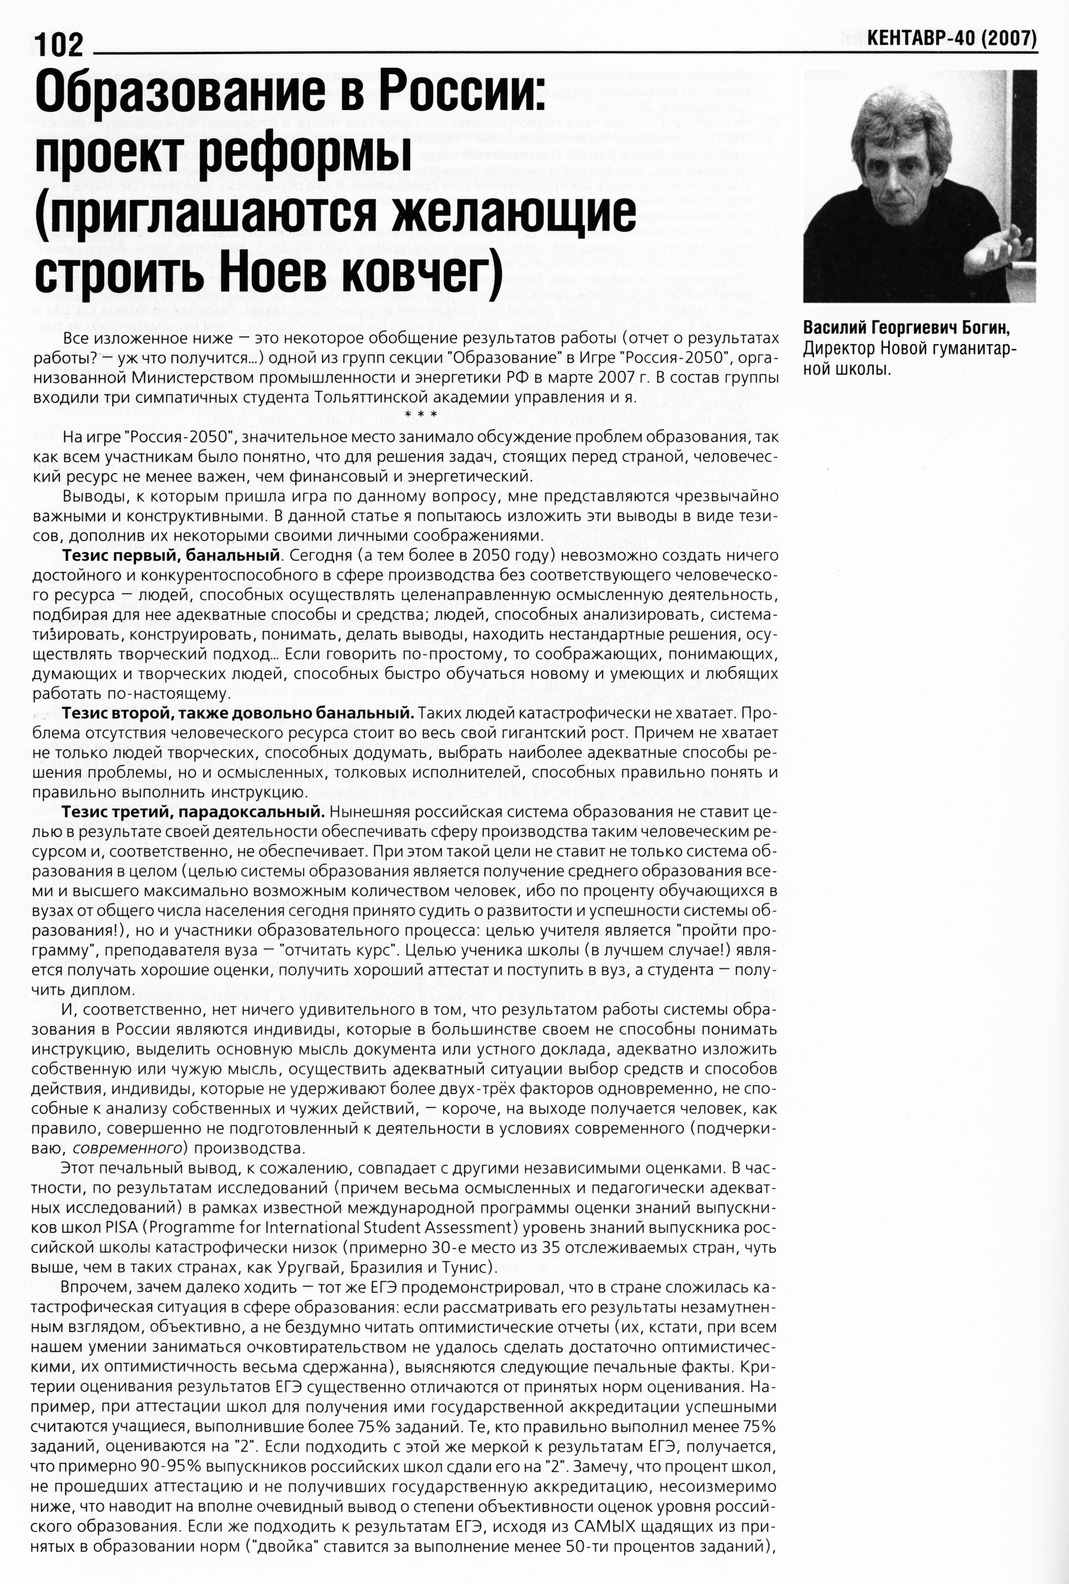 102
КЕНТАВР-40 (2007)
Образование в России:
проект реформы
(приглашаются желающие
строить Ноев ковчег)
Василий Георгиевич Богин,
Директор Новой гуманитар-
ной школы.
Все изложенное ниже — это некоторое обобщение результатов работы (отчет о результатах
работы? — уж что получится...) одной из групп секции "Образование" в Игре "Россия-2050", орга-
низованной Министерством промышленности и энергетики РФ в марте 2007 г. В состав группы
входили три симпатичных студента Тольяттинской академии управления и я.
* * *
На игре "Россия-2050", значительное место занимало обсуждение проблем образования, так
как всем участникам было понятно, что для решения задач, стоящих перед страной, человечес-
кий ресурс не менее важен, чем финансовый и энергетический.
Выводы, к которым пришла игра по данному вопросу, мне представляются чрезвычайно
важными и конструктивными. В данной статье я попытаюсь изложить эти выводы в виде тези-
сов, дополнив их некоторыми своими личными соображениями.
Тезис первый, банальный. Сегодня (а тем более в 2050 году) невозможно создать ничего
достойного и конкурентоспособного в сфере производства без соответствующего человеческо-
го ресурса — людей, способных осуществлять целенаправленную осмысленную деятельность,
подбирая для нее адекватные способы и средства; людей, способных анализировать, система-
тизировать, конструировать, понимать, делать выводы, находить нестандартные решения, осу-
ществлять творческий подход... Если говорить по-простому, то соображающих, понимающих,
думающих и творческих людей, способных быстро обучаться новому и умеющих и любящих
работать по-настоящему.
Тезис второй, также довольно банальный. Таких людей катастрофически не хватает. Про-
блема отсутствия человеческого ресурса стоит во весь свой гигантский рост. Причем не хватает
не только людей творческих, способных додумать, выбрать наиболее адекватные способы ре-
шения проблемы, но и осмысленных, толковых исполнителей, способных правильно понять и
правильно выполнить инструкцию.
Тезис третий, парадоксальный. Нынешняя российская система образования не ставит це-
лью в результате своей деятельности обеспечивать сферу производства таким человеческим ре-
сурсом и, соответственно, не обеспечивает. При этом такой цели не ставит не только система об-
разования в целом (целью системы образования является получение среднего образования все-
ми и высшего максимально возможным количеством человек, ибо по проценту обучающихся в
вузах от общего числа населения сегодня принято судить о развитости и успешности системы об-
разования!), но и участники образовательного процесса: целью учителя является "пройти про-
грамму", преподавателя вуза — "отчитать курс". Целью ученика школы (в лучшем случае!) явля-
ется получать хорошие оценки, получить хороший аттестат и поступить в вуз, а студента — полу-
чить диплом.
И, соответственно, нет ничего удивительного в том, что результатом работы системы обра-
зования в России являются индивиды, которые в большинстве своем не способны понимать
инструкцию, выделить основную мысль документа или устного доклада, адекватно изложить
собственную или чужую мысль, осуществить адекватный ситуации выбор средств и способов
действия, индивиды, которые не удерживают более двух-трёх факторов одновременно, не спо-
собные к анализу собственных и чужих действий, — короче, на выходе получается человек, как
правило, совершенно не подготовленный к деятельности в условиях современного (подчерки-
ваю, современного) производства.
Этот печальный вывод, к сожалению, совпадает с другими независимыми оценками. В час-
тности, по результатам исследований (причем весьма осмысленных и педагогически адекват-
ных исследований) в рамках известной международной программы оценки знаний выпускни-
ков школ PISA (Programme for International Student Assessment) уровень знаний выпускника рос-
сийской школы катастрофически низок (примерно 30-е место из 35 отслеживаемых стран, чуть
выше, чем в таких странах, как Уругвай, Бразилия и Тунис).
Впрочем, зачем далеко ходить — тот же ЕГЭ продемонстрировал, что в стране сложилась ка-
тастрофическая ситуация в сфере образования: если рассматривать его результаты незамутнен-
ным взглядом, объективно, а не бездумно читать оптимистические отчеты (их, кстати, при всем
нашем умении заниматься очковтирательством не удалось сделать достаточно оптимистичес-
кими, их оптимистичность весьма сдержанна), выясняются следующие печальные факты. Кри-
терии оценивания результатов ЕГЭ существенно отличаются от принятых норм оценивания. На-
пример, при аттестации школ для получения ими государственной аккредитации успешными
считаются учащиеся, выполнившие более 75% заданий. Те, кто правильно выполнил менее 75%
заданий, оцениваются на "2". Если подходить с этой же меркой к результатам ЕГЭ, получается,
что примерно 90-95% выпускников российских школ сдали его на "2". Замечу, что процент школ,
не прошедших аттестацию и не получивших государственную аккредитацию, несоизмеримо
ниже, что наводит на вполне очевидный вывод о степени объективности оценок уровня россий-
ского образования. Если же подходить к результатам ЕГЭ, исходя из САМЫХ щадящих из при-
нятых в образовании норм ("двойка" ставится за выполнение менее 50-ти процентов заданий),